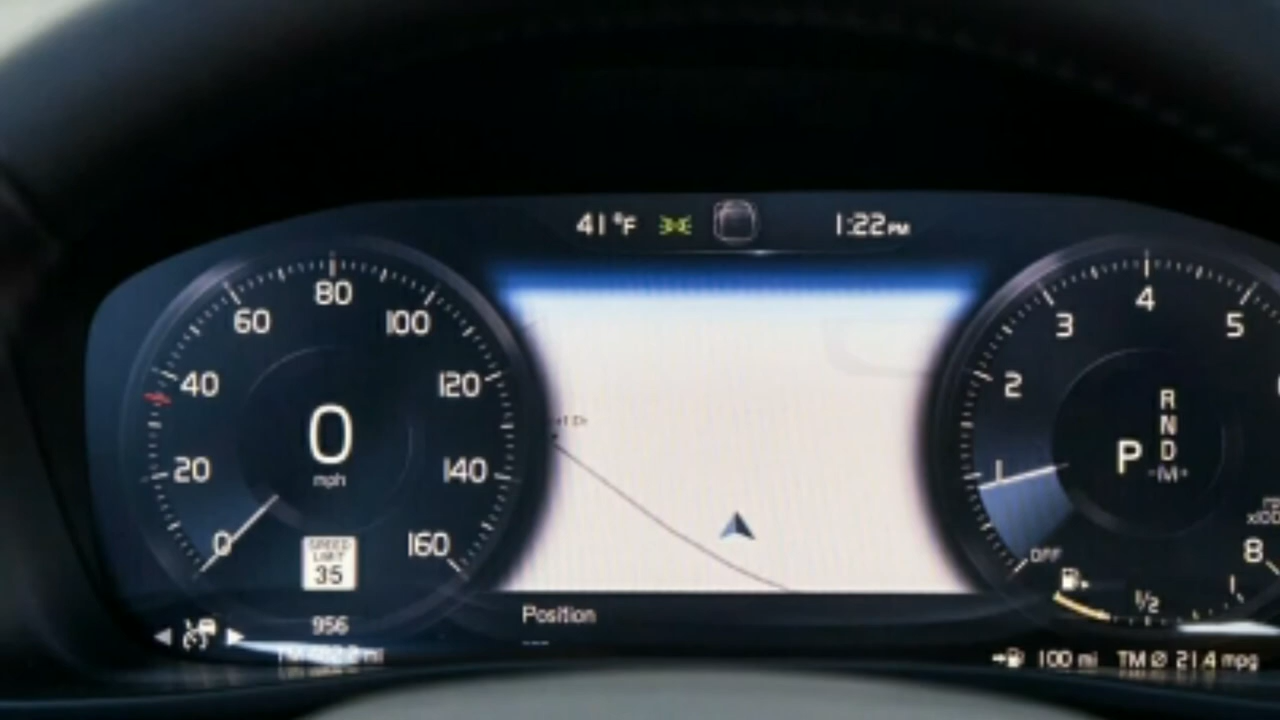 41 °F 1:22 PM
80
60 100
40 120
20 140
0 160
0
mph
SPEED
LIMIT
35
956
Position
---
4
3 5
2
1
OFF
8
R
N
P D
-M+
1/2
1
100 mi TM Ø 21.4 mpg